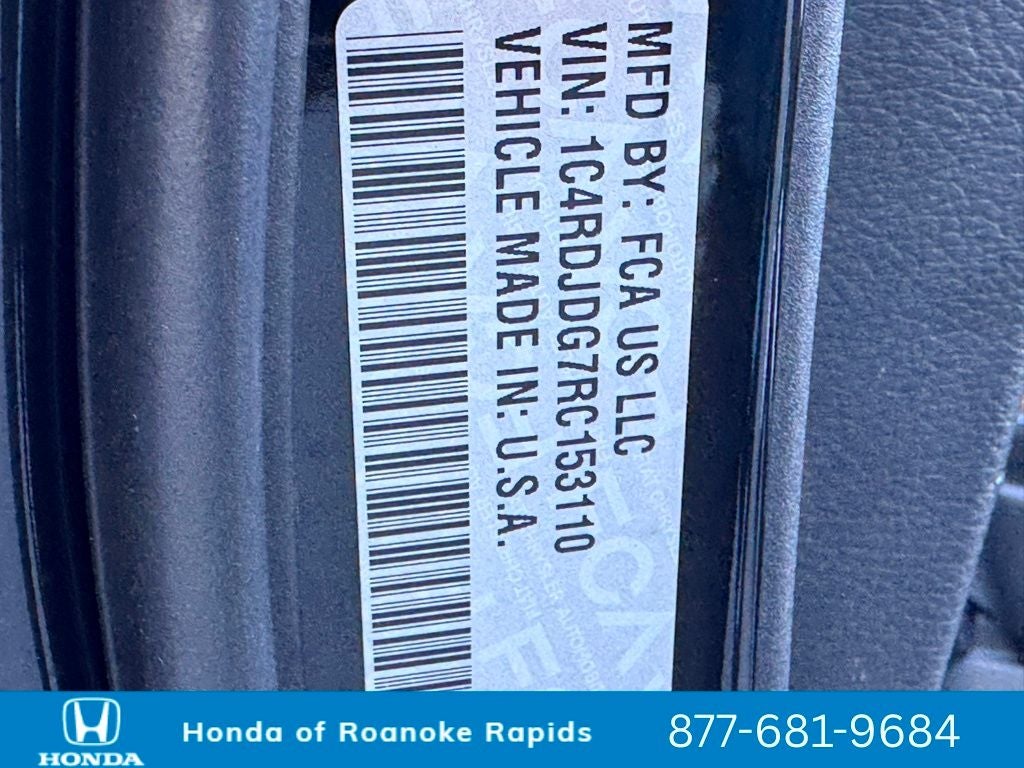 MFD BY: FCA US LLC
VIN: 1C4RDJDG7RC153110
VEHICLE MADE IN: U.S.A.
HONDA
Honda of Roanoke Rapids
877-681-9684